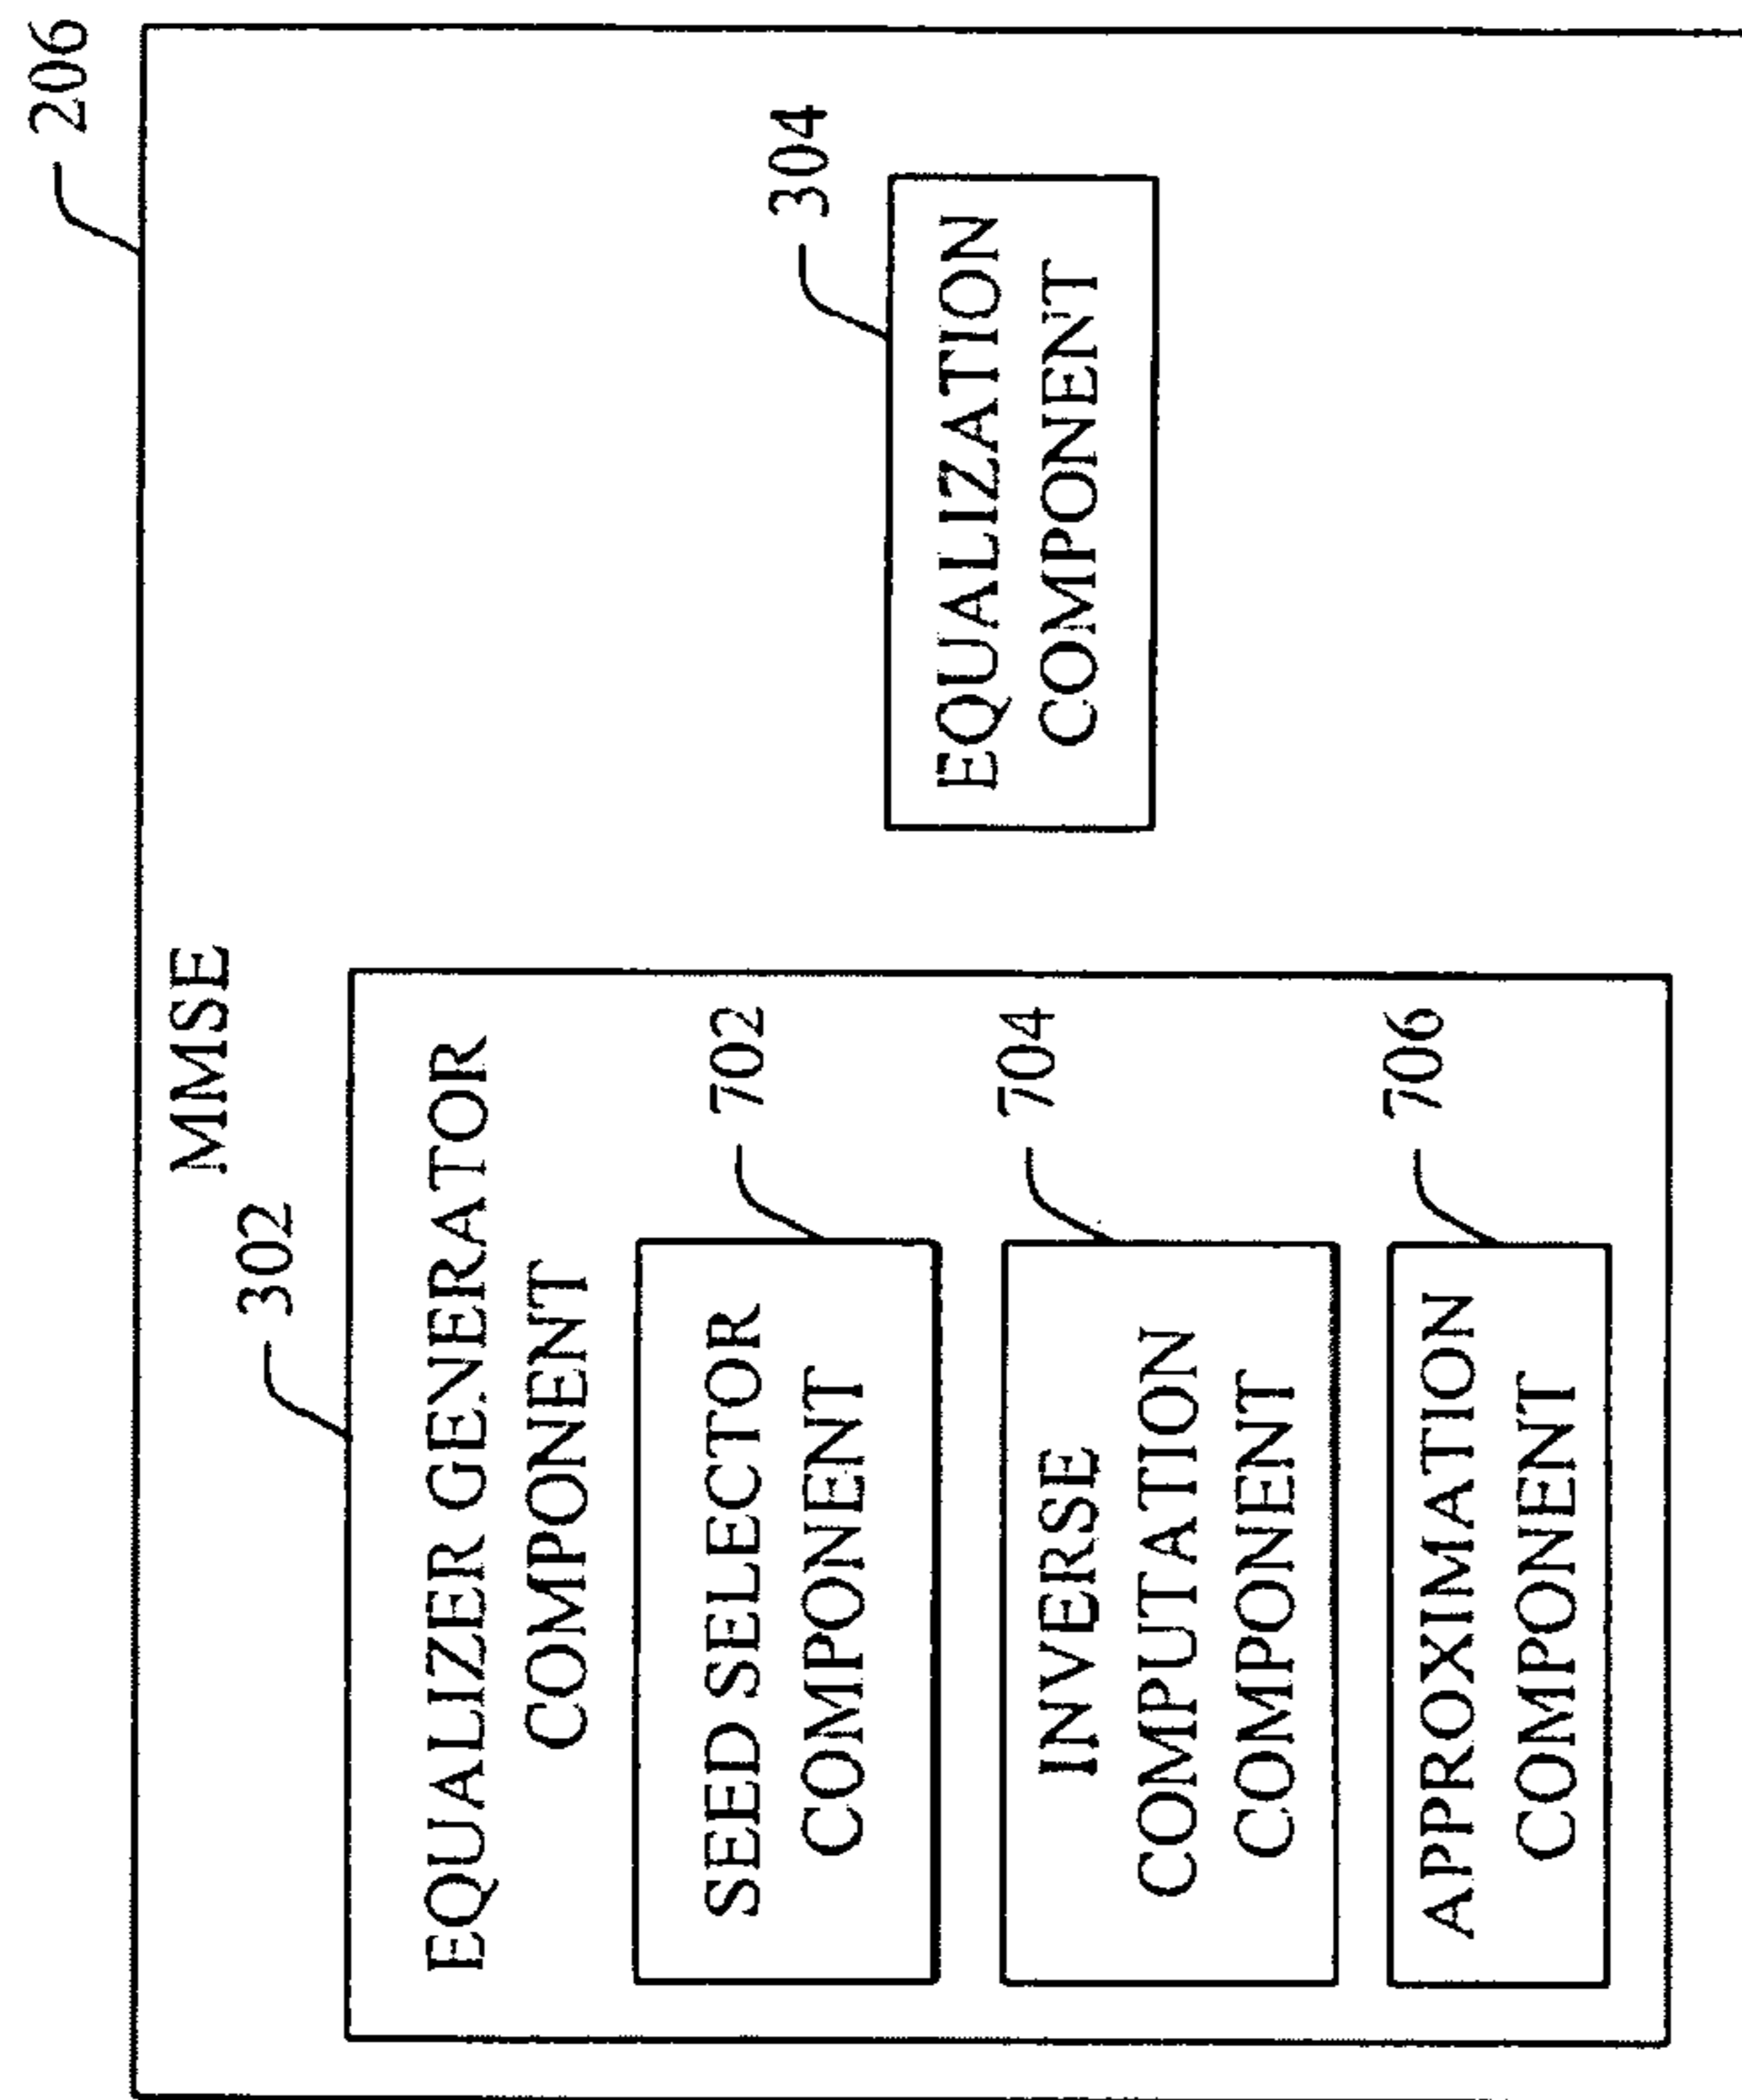 206
MMSE
302
EQUALIZER GENERATOR
COMPONENT
SEED SELECTOR
COMPONENT
702
INVERSE
COMPUTATION
COMPONENT
704
APPROXIMATION
COMPONENT
706
304
EQUALIZATION
COMPONENT